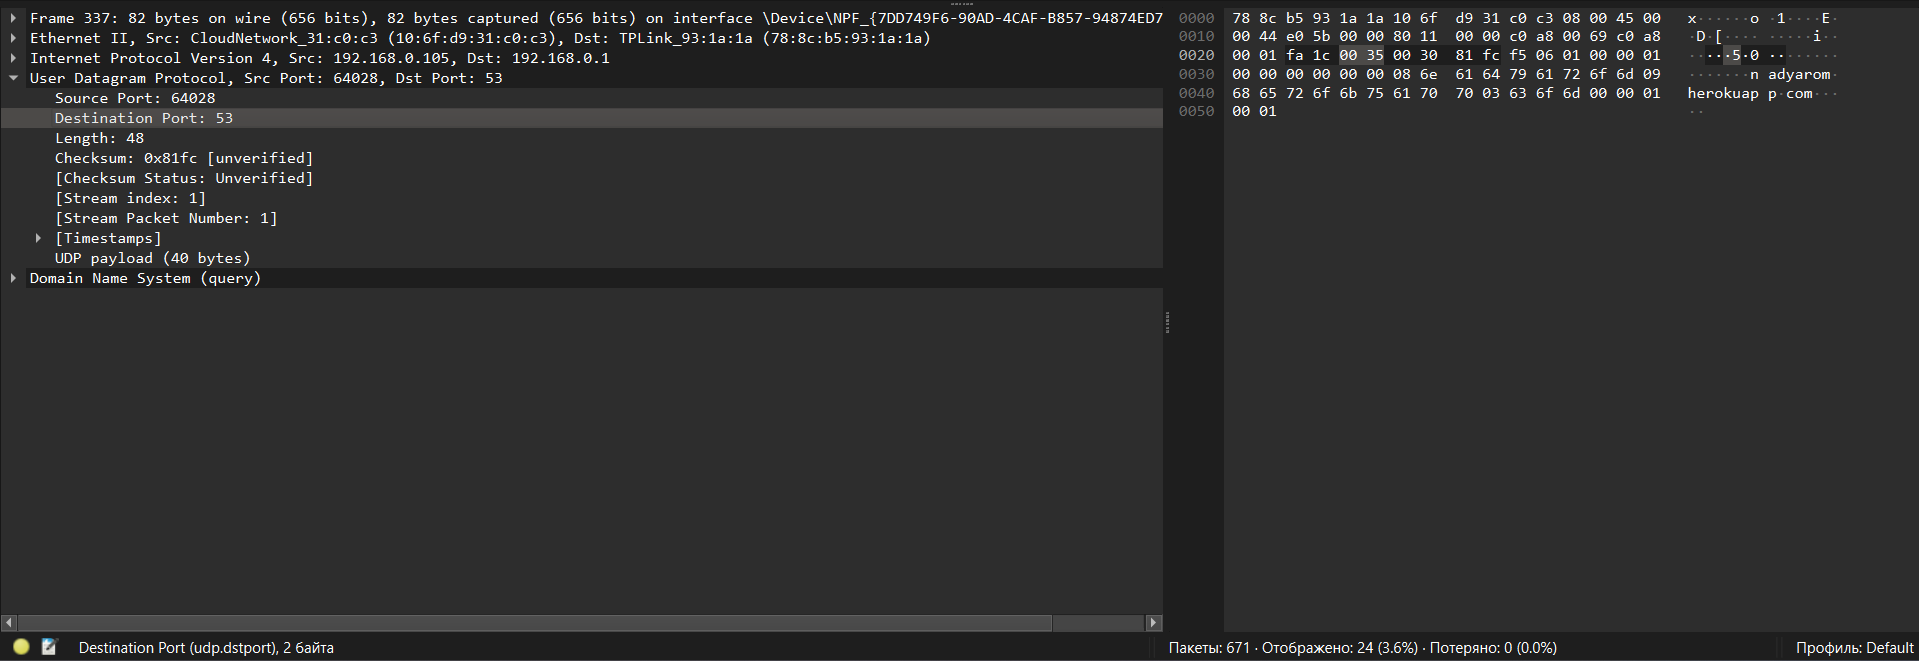 Frame 337: 82 bytes on wire (656 bits), 82 bytes captured (656 bits) on interface \Device\NPF_{7DD749F6-90AD-4CAF-B857-94874ED7
Ethernet II, Src: CloudNetwork_31:c0:c3 (10:6f:d9:31:c0:c3), Dst: TPLink_93:1a:1a (78:8c:b5:93:1a:1a)
Internet Protocol Version 4, Src: 192.168.0.105, Dst: 192.168.0.1
User Datagram Protocol, Src Port: 64028, Dst Port: 53
Source Port: 64028
Destination Port: 53
Length: 48
Checksum: 0x81fc [unverified]
[Checksum Status: Unverified]
[Stream index: 1]
[Stream Packet Number: 1]
[Timestamps]
UDP payload (40 bytes)
Domain Name System (query)
0000 78 8c b5 93 1a 1a 10 6f d9 31 c0 c3 08 00 45 00 x······o ·1····E·
0010 00 44 e0 5b 00 00 80 11 00 00 c0 a8 00 69 c0 a8 ·D·[···· ·····i··
0020 00 01 fa 1c 00 35 00 30 81 fc f5 06 01 00 00 01 ·····5·0 ········
0030 00 00 00 00 00 00 08 6e 61 64 79 61 72 6f 6d 09 ·······n adyarom·
0040 68 65 72 6f 6b 75 61 70 70 03 63 6f 6d 00 00 01 herokuap p·com···
0050 00 01 ··
Destination Port (udp.dstport), 2 байта
Пакеты: 671 · Отображено: 24 (3.6%) · Потеряно: 0 (0.0%)
Профиль: Default